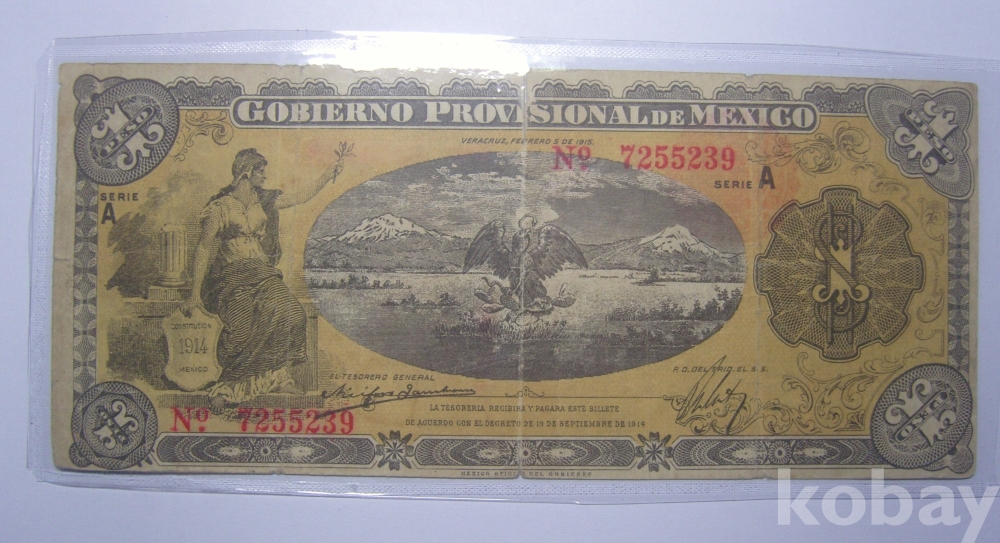 GOBIERNO PROVISIONAL DE MEXICO
VERACRUZ, FEBRERO 5 DE 1915.
Nº 7255239
SERIE A
SERIE
A
CONSTITUCION
1914
MEXICO
EL TESORERO GENERAL
P. O. DEL SRIO. EL S. S.
LA TESORERIA RECIBIRA Y PAGARA ESTE BILLETE
DE ACUERDO CON EL DECRETO DE 19 DE SEPTIEMBRE DE 1914
Nº 7255239
kobay